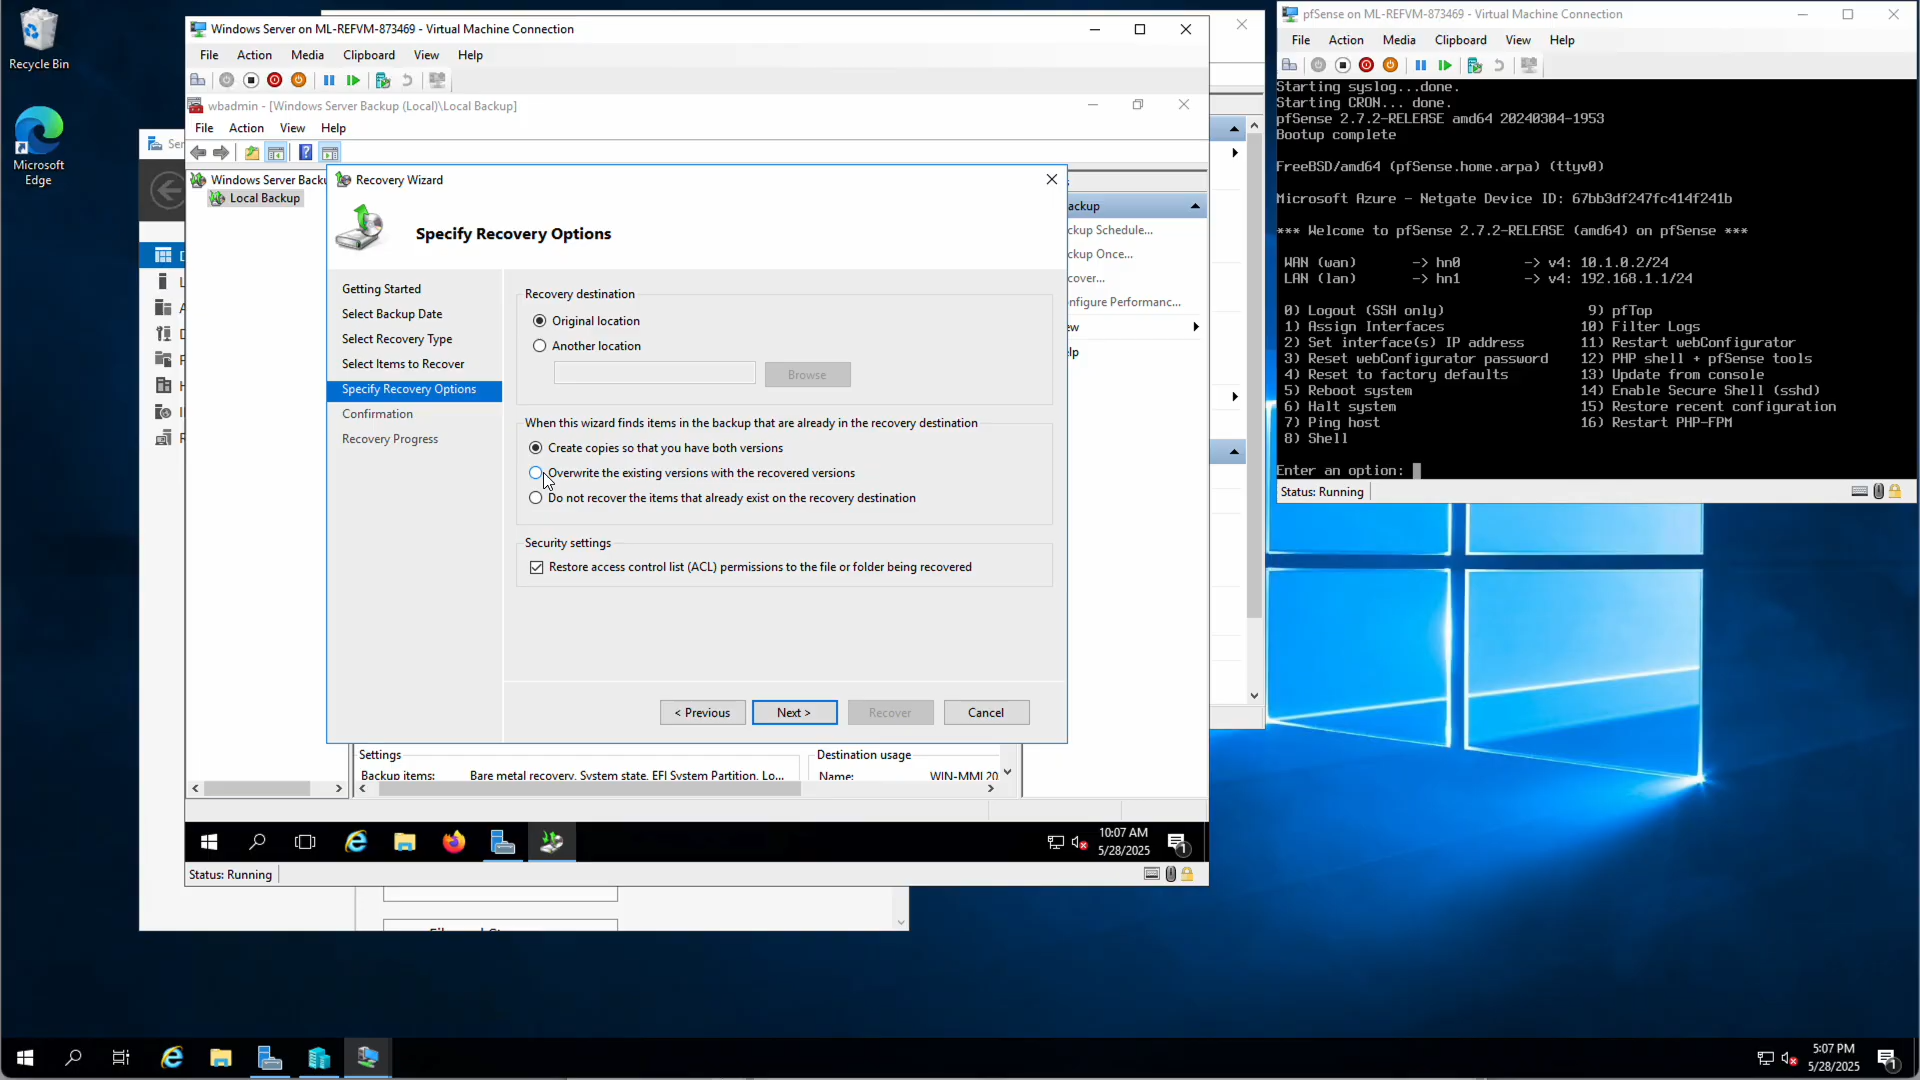 Recycle Bin
Microsoft
Edge
Windows Server on ML-REFVM-873469 - Virtual Machine Connection
File Action Media Clipboard View Help
wbadmin - [Windows Server Backup (Local)\Local Backup]
File Action View Help
Windows Server Backu
Local Backup
Recovery Wizard
Specify Recovery Options
Getting Started
Select Backup Date
Select Recovery Type
Select Items to Recover
Specify Recovery Options
Confirmation
Recovery Progress
Recovery destination
Original location
Another location
Browse
When this wizard finds items in the backup that are already in the recovery destination
Create copies so that you have both versions
Overwrite the existing versions with the recovered versions
Do not recover the items that already exist on the recovery destination
Security settings
Restore access control list (ACL) permissions to the file or folder being recovered
< Previous Next > Recover Cancel
ackup
ckup Schedule...
ckup Once...
cover...
nfigure Performanc...
ew
elp
Settings
Backup items: Bare metal recovery, System state, EFI System Partition, Lo...
Destination usage
Name: WIN-MML20
10:07 AM
5/28/2025
1
Status: Running
Ser
pfSense on ML-REFVM-873469 - Virtual Machine Connection
File Action Media Clipboard View Help
Starting syslog...done.
Starting CRON... done.
pfSense 2.7.2-RELEASE amd64 20240304-1953
Bootup complete
FreeBSD/amd64 (pfSense.home.arpa) (ttyv0)
Microsoft Azure - Netgate Device ID: 67bb3df247fc414f241b
*** Welcome to pfSense 2.7.2-RELEASE (amd64) on pfSense ***
WAN (wan) -> hn0 -> v4: 10.1.0.2/24
LAN (lan) -> hn1 -> v4: 192.168.1.1/24
0) Logout (SSH only) 9) pfTop
1) Assign Interfaces 10) Filter Logs
2) Set interface(s) IP address 11) Restart webConfigurator
3) Reset webConfigurator password 12) PHP shell + pfSense tools
4) Reset to factory defaults 13) Update from console
5) Reboot system 14) Enable Secure Shell (sshd)
6) Halt system 15) Restore recent configuration
7) Ping host 16) Restart PHP-FPM
8) Shell
Enter an option:
Status: Running
5:07 PM
5/28/2025
1